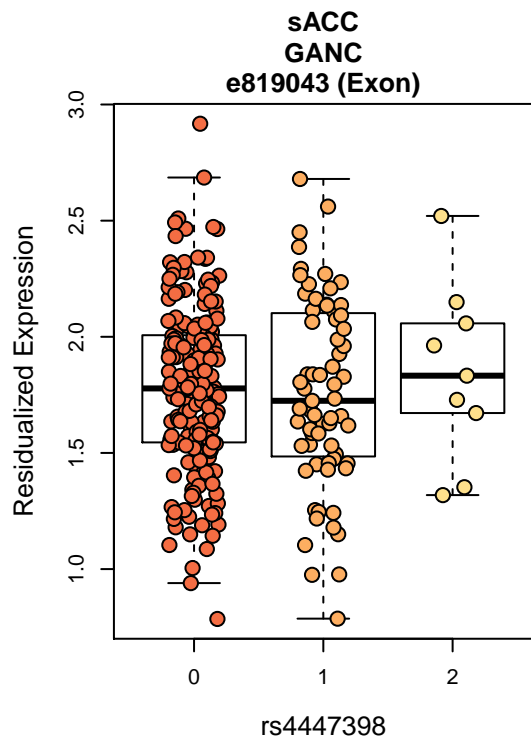 sACC
GANC
e819043 (Exon)
3.0
2.5
2.0
1.5
1.0
Residualized Expression
0 1 2
rs4447398